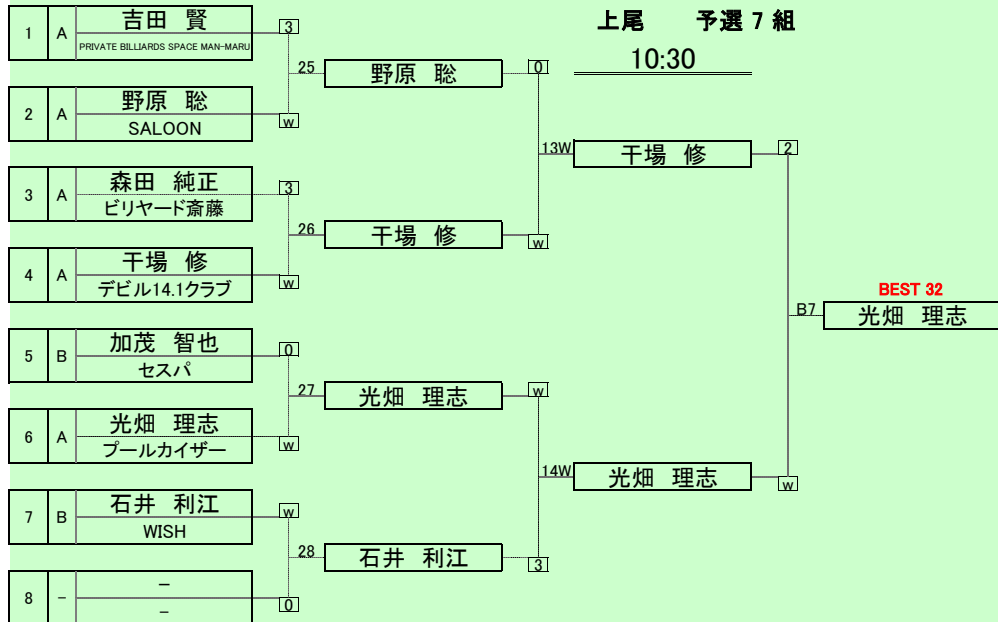 上尾　予選 7 組
10:30
1 A 吉田　賢 3
PRIVATE BILLIARDS SPACE MAN-MARU
25 野原　聡 0
2 A 野原　聡 w
SALOON
13W 干場　修 2
3 A 森田　純正 3
ビリヤード斎藤
26 干場　修 w
4 A 干場　修 w
デビル14.1クラブ
BEST 32
B7 光畑　理志
5 B 加茂　智也 0
セスパ
27 光畑　理志 w
6 A 光畑　理志 w
プールカイザー
14W 光畑　理志 w
7 B 石井　利江 w
WISH
28 石井　利江 3
8 - － 0
－